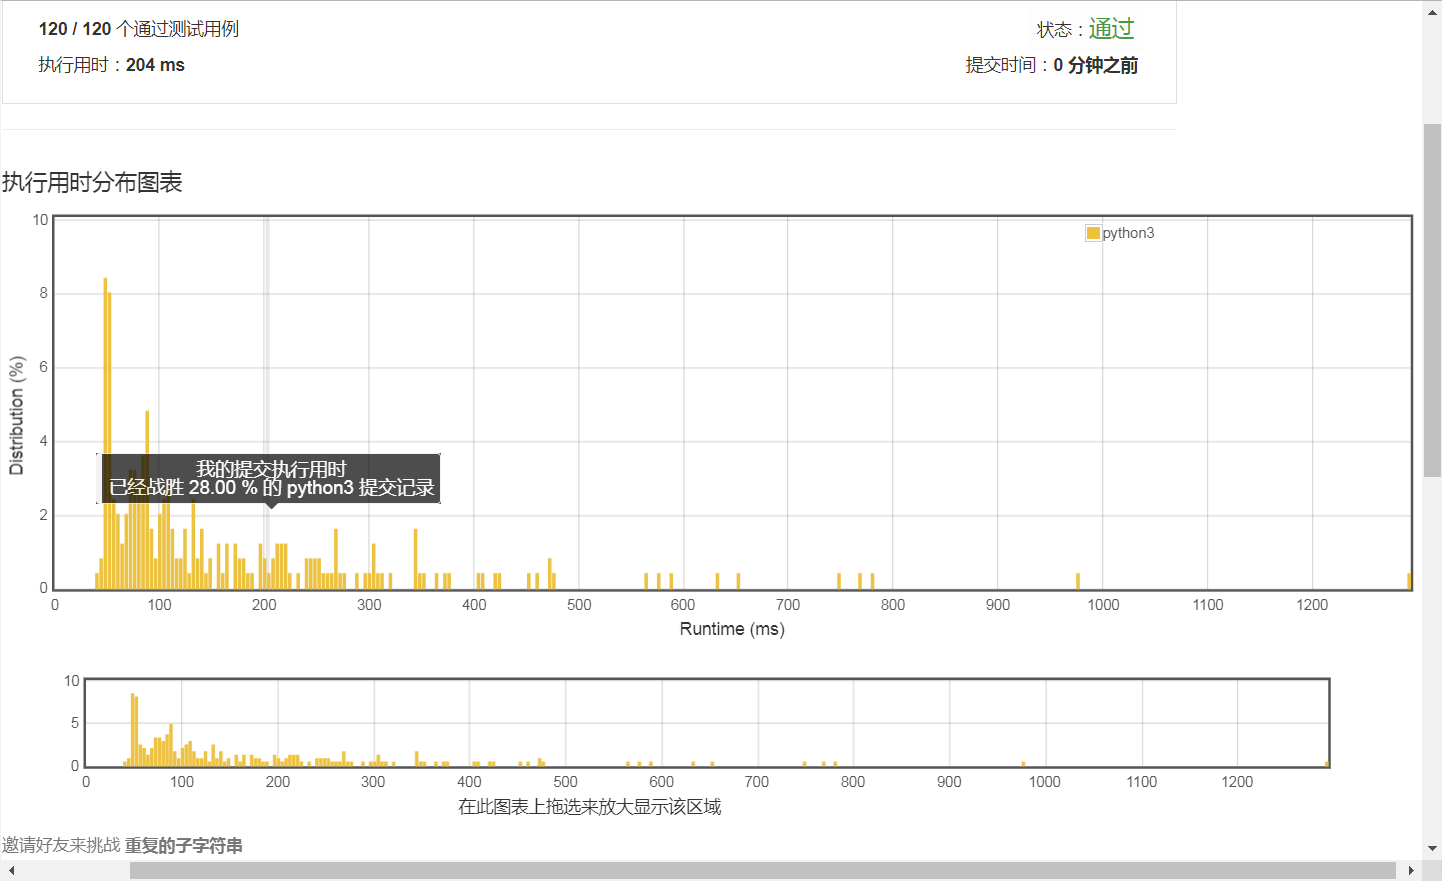 120 / 120 个通过测试用例
状态：通过
执行用时：204 ms
提交时间：0 分钟之前
执行用时分布图表
10
8
6
4
2
0
Distribution (%)
python3
我的提交执行用时
已经战胜 28.00 % 的 python3 提交记录
0 100 200 300 400 500 600 700 800 900 1000 1100 1200
Runtime (ms)
10
5
0
0 100 200 300 400 500 600 700 800 900 1000 1100 1200
在此图表上拖选来放大显示该区域
邀请好友来挑战 重复的子字符串